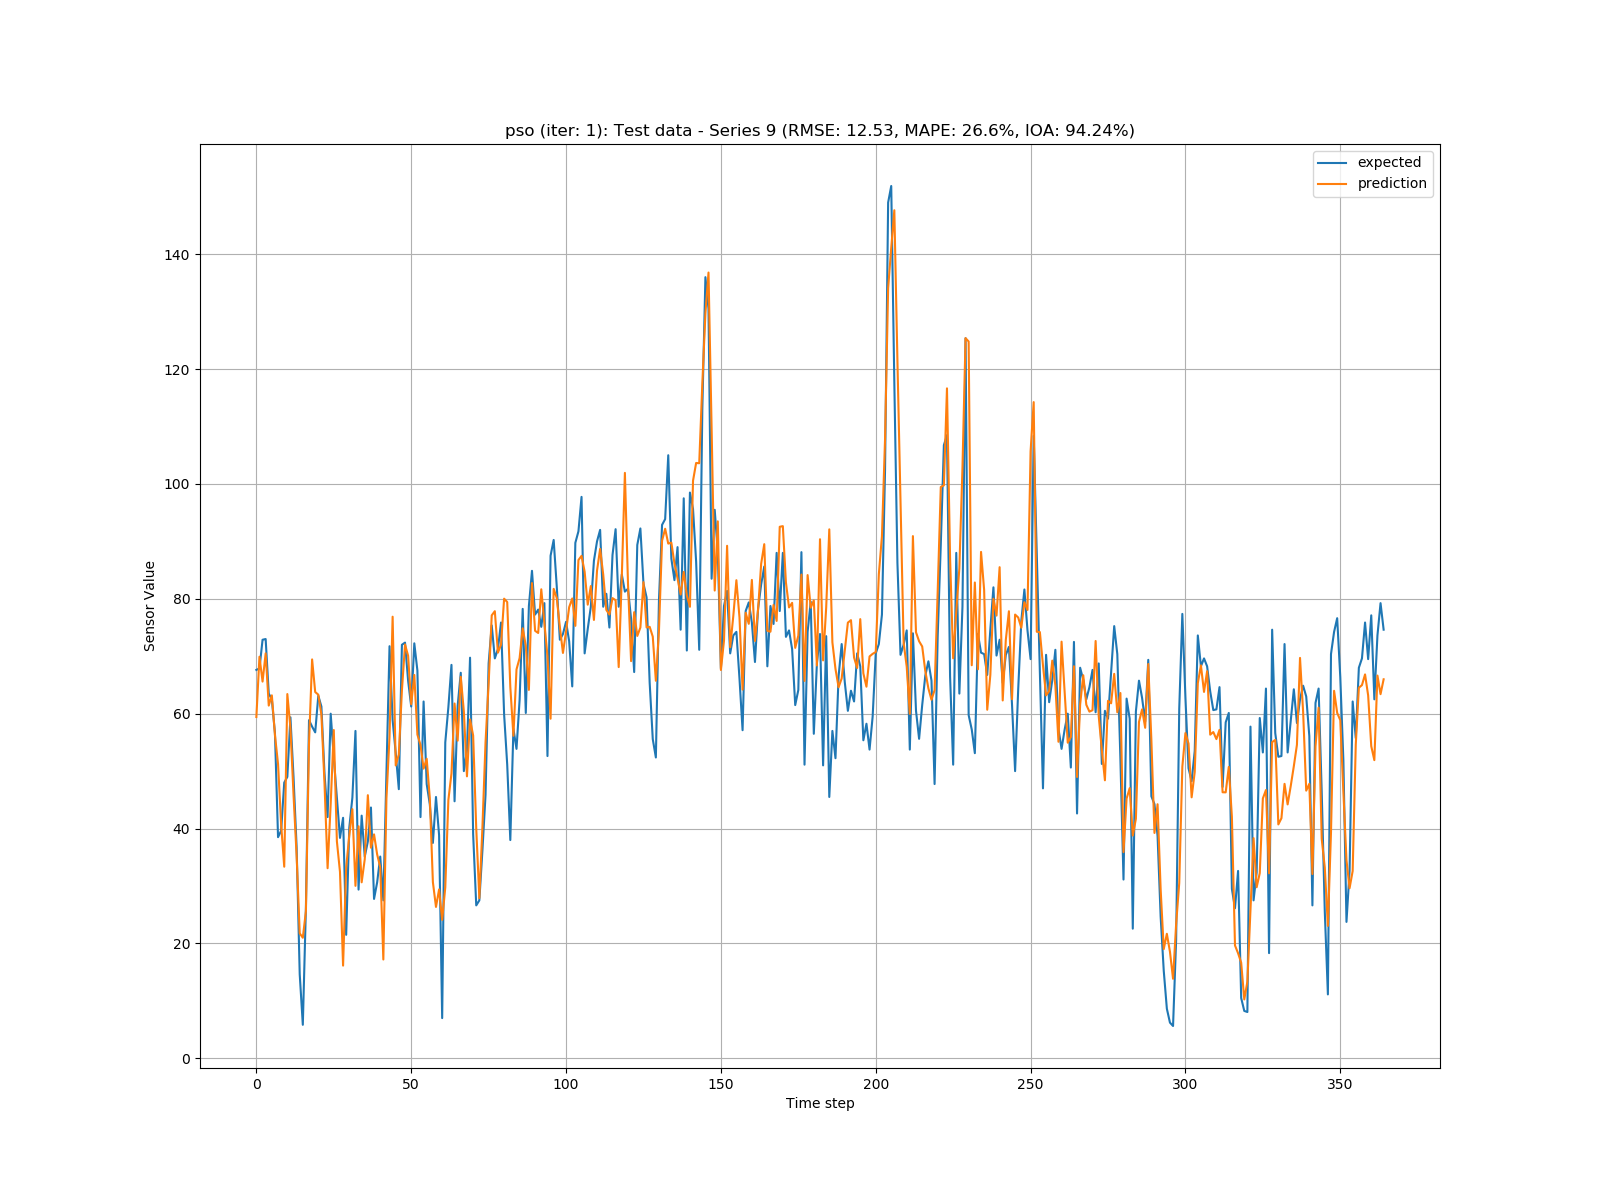 pso (iter: 1): Test data - Series 9 (RMSE: 12.53, MAPE: 26.6%, IOA: 94.24%)
expected
prediction
140
120
100
80
60
40
20
0
Sensor Value
0 50 100 150 200 250 300 350
Time step